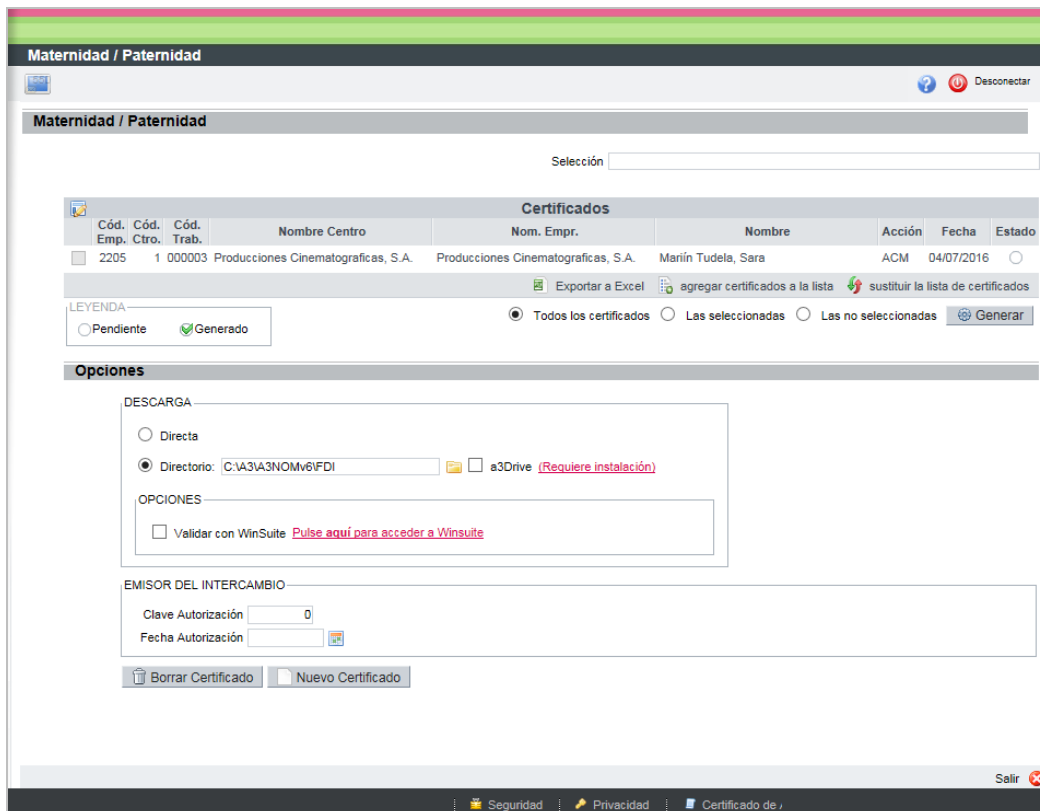 Maternidad / Paternidad
Desconectar
Maternidad / Paternidad
Selección
Certificados
Cód. Emp. Cód. Ctro. Cód. Trab. Nombre Centro Nom. Empr. Nombre Acción Fecha Estado
2205 1 000003 Producciones Cinematograficas, S.A. Producciones Cinematograficas, S.A. Mariín Tudela, Sara ACM 04/07/2016
Exportar a Excel agregar certificados a la lista sustituir la lista de certificados
LEYENDA
Pendiente Generado
Todos los certificados Las seleccionadas Las no seleccionadas Generar
Opciones
DESCARGA
Directa
Directorio: C:\A3\A3NOMv6\FDI a3Drive (Requiere instalación)
OPCIONES
Validar con WinSuite Pulse aquí para acceder a Winsuite
EMISOR DEL INTERCAMBIO
Clave Autorización 0
Fecha Autorización
Borrar Certificado Nuevo Certificado
Salir
Seguridad Privacidad Certificado de